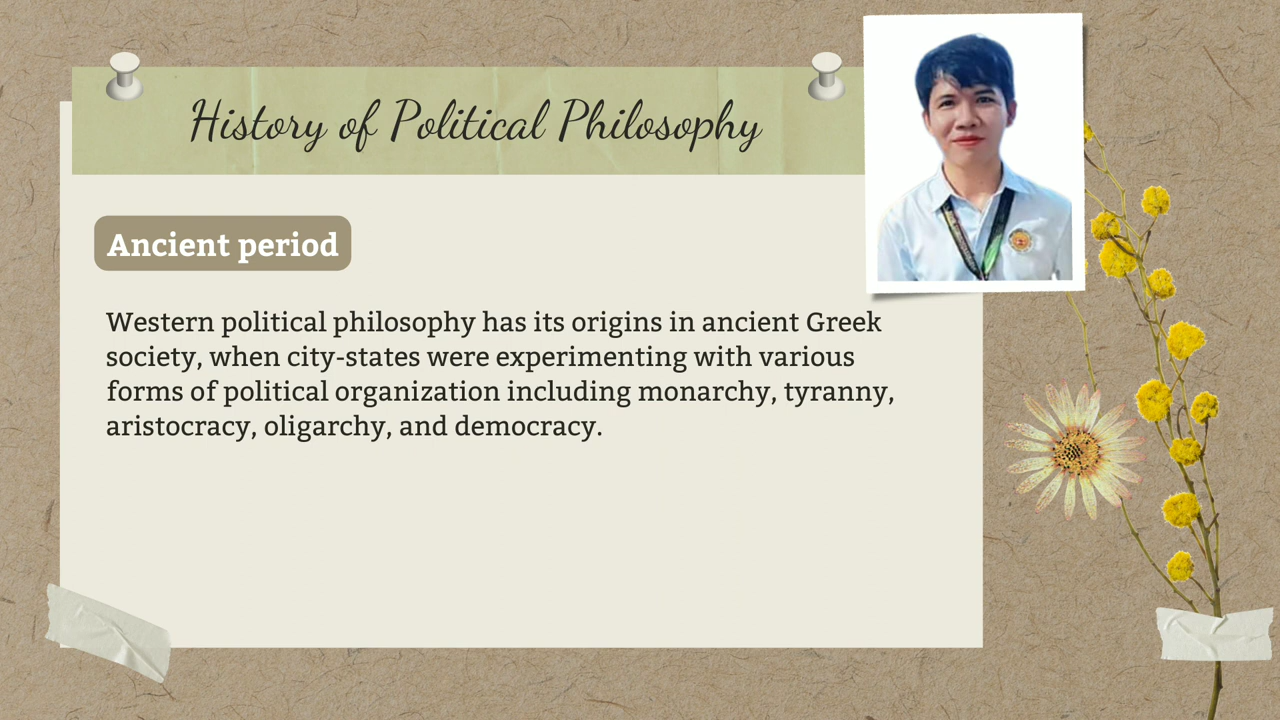 History of Political Philosophy
Ancient period
Western political philosophy has its origins in ancient Greek
society, when city-states were experimenting with various
forms of political organization including monarchy, tyranny,
aristocracy, oligarchy, and democracy.